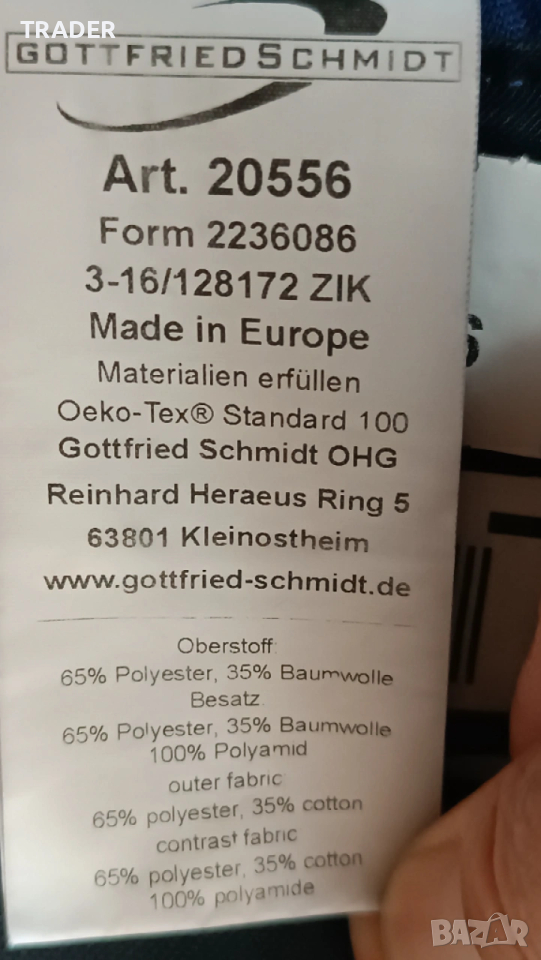 TRADER
GOTTFRIED SCHMIDT
Art. 20556
Form 2236086
3-16/128172 ZIK
Made in Europe
Materialien erfüllen
Oeko-Tex® Standard 100
Gottfried Schmidt OHG
Reinhard Heraeus Ring 5
63801 Kleinostheim
www.gottfried-schmidt.de
Oberstoff:
65% Polyester, 35% Baumwolle
Besatz:
65% Polyester, 35% Baumwolle
100% Polyamid
outer fabric
65% polyester, 35% cotton
contrast fabric
65% polyester, 35% cotton
100% polyamide
BAZAR